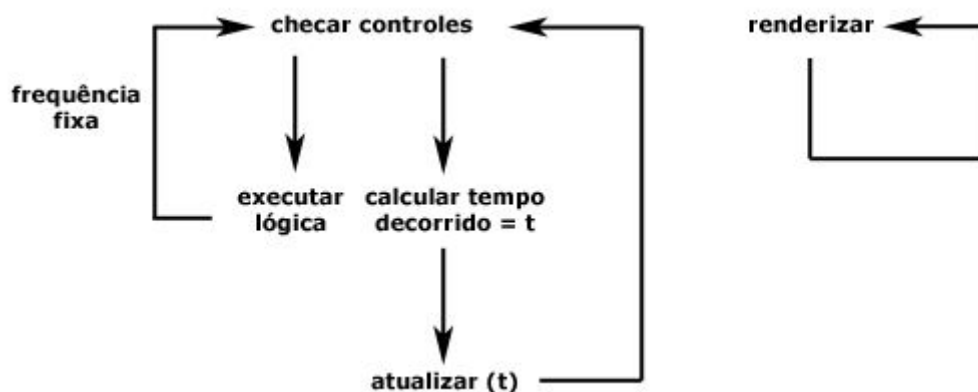 checar controles
renderizar
frequência
fixa
executar
lógica
calcular tempo
decorrido = t
atualizar (t)